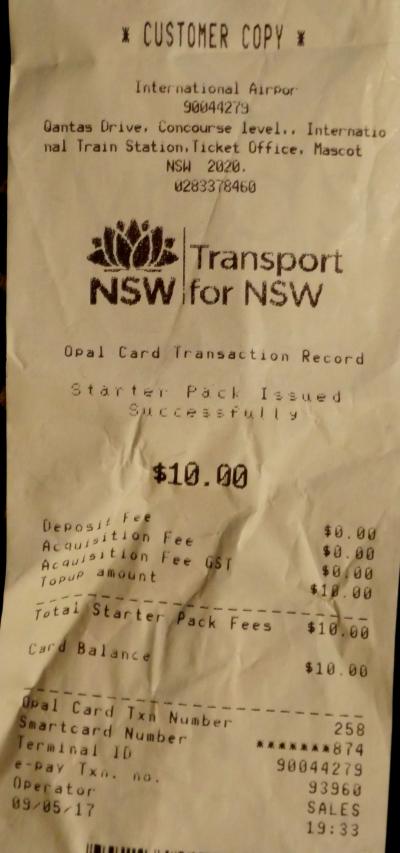 * CUSTOMER COPY *
International Airpor
90044279
Qantas Drive, Concourse level,, Internatio
nal Train Station,Ticket Office, Mascot
NSW 2020.
0283378460
NSW Transport
for NSW
Opal Card Transaction Record
Starter Pack Issued
Successfully
$10.00
Deposit Fee $0.00
Acquisition Fee $0.00
Acquisition Fee GST $0.00
Topup amount $10.00
Total Starter Pack Fees $10.00
Card Balance $10.00
Opal Card Txn Number 258
Smartcard Number *******874
Terminal ID 90044279
e-pay Txn. no. 93960
Operator SALES
09/05/17 19:33